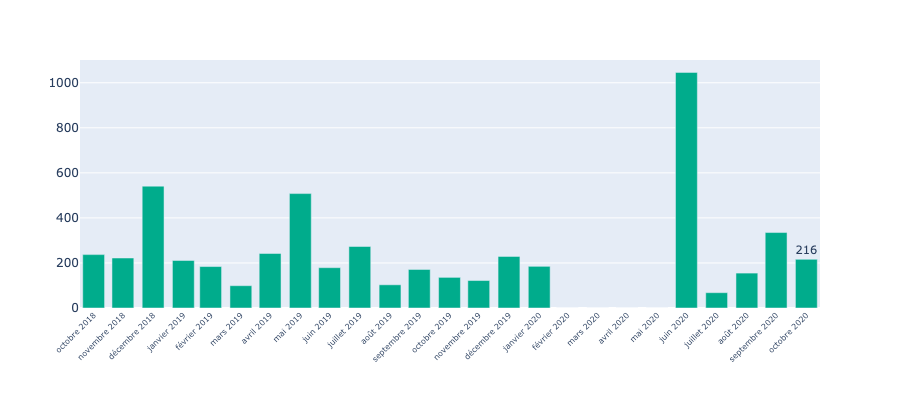 1000
800
600
400
200
0
216
octobre 2018
novembre 2018
décembre 2018
janvier 2019
février 2019
mars 2019
avril 2019
mai 2019
juin 2019
juillet 2019
août 2019
septembre 2019
octobre 2019
novembre 2019
décembre 2019
janvier 2020
février 2020
mars 2020
avril 2020
mai 2020
juin 2020
juillet 2020
août 2020
septembre 2020
octobre 2020